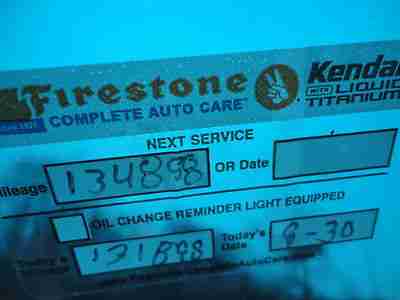 Firestone
COMPLETE AUTO CARE
Kendall
WITH LIQUID
TITANIUM
NEXT SERVICE
Mileage 134898 OR Date
OIL CHANGE REMINDER LIGHT EQUIPPED
Today's 131898 Today's Date 8-30